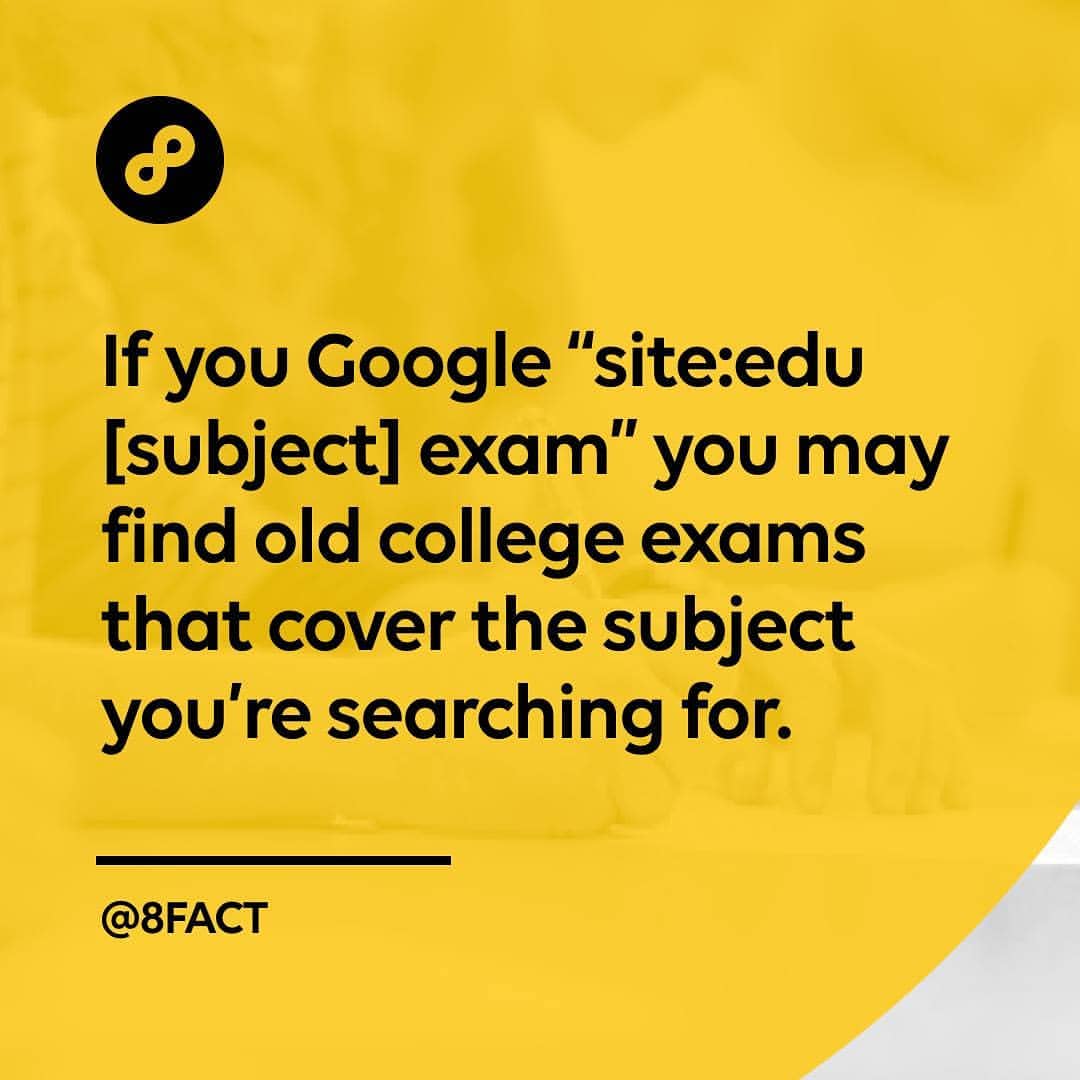 If you Google “site:edu
[subject] exam” you may
find old college exams
that cover the subject
you’re searching for.
@8FACT